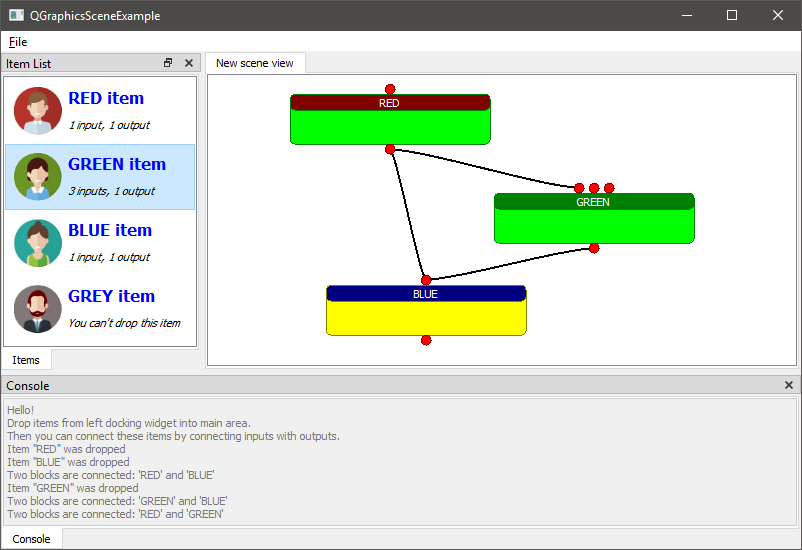 QGraphicsSceneExample
File
Item List
RED item
1 input, 1 output
GREEN item
3 inputs, 1 output
BLUE item
1 input, 1 output
GREY item
You can't drop this item
Items
New scene view
RED
GREEN
BLUE
Console
Hello!
Drop items from left docking widget into main area.
Then you can connect these items by connecting inputs with outputs.
Item "RED" was dropped
Item "BLUE" was dropped
Two blocks are connected: 'RED' and 'BLUE'
Item "GREEN" was dropped
Two blocks are connected: 'GREEN' and 'BLUE'
Two blocks are connected: 'RED' and 'GREEN'
Console